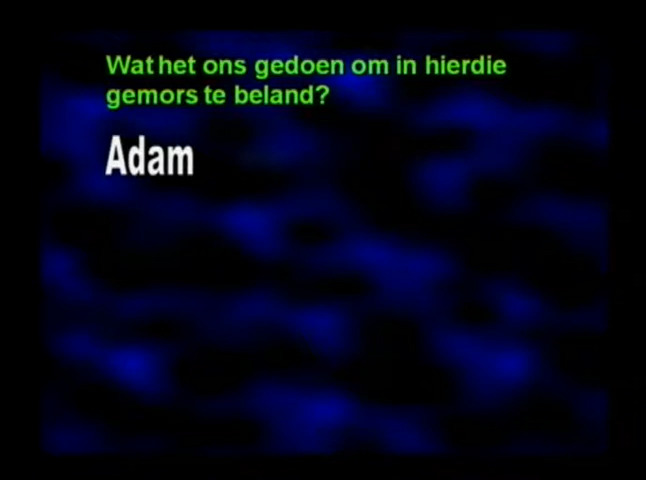 Wat het ons gedoen om in hierdie
gemors te beland?
Adam